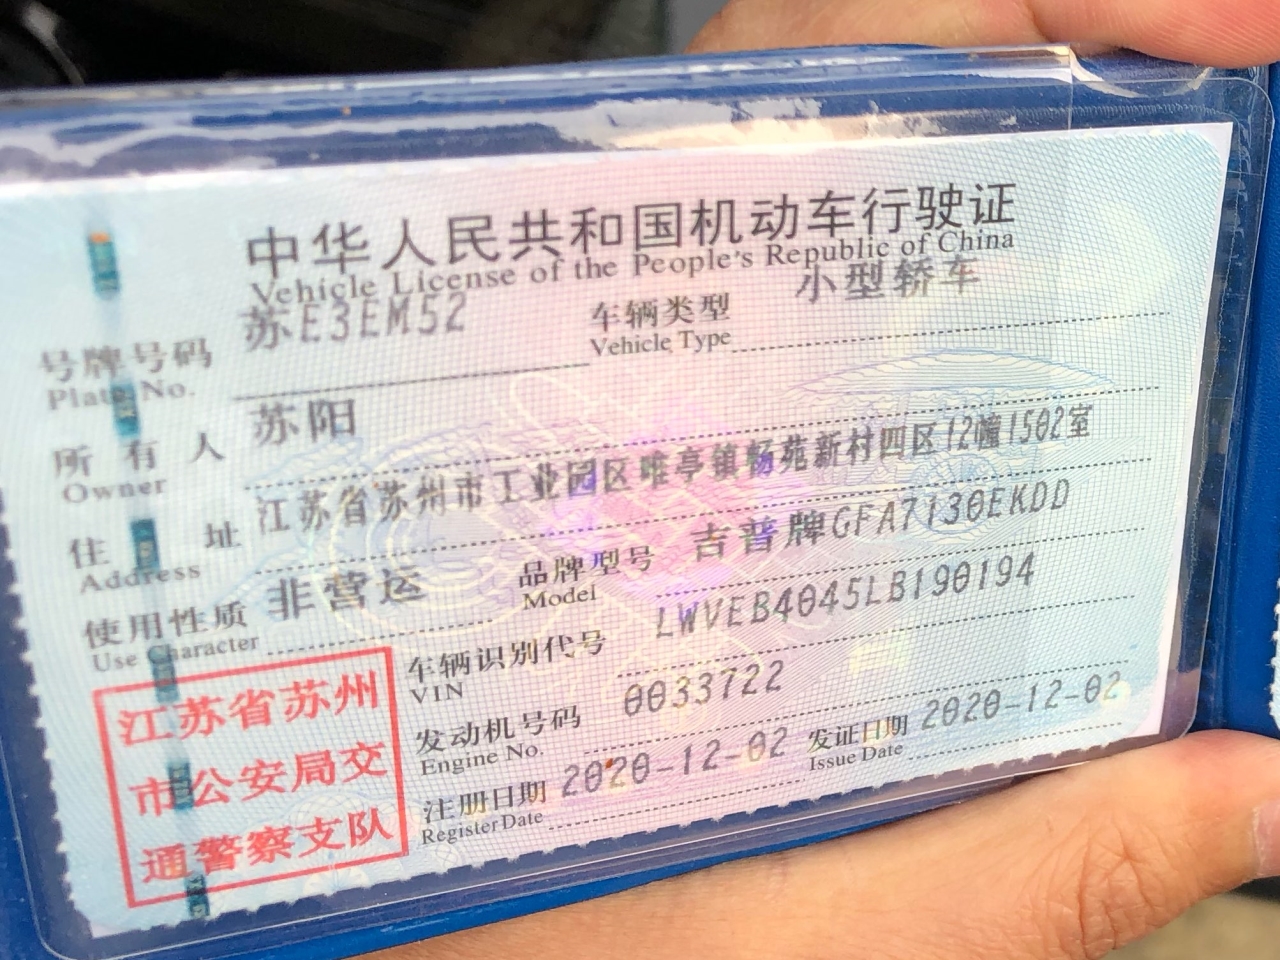 中华人民共和国机动车行驶证
Vehicle License of the People's Republic of China
号牌号码 苏E3EM52 车辆类型 小型轿车
Plate No. Vehicle Type
所有人 苏阳
Owner
住址 江苏省苏州市工业园区唯亭镇畅苑新村四区12幢1502室
Address
使用性质 非营运 品牌型号 吉普牌GFA7130EKDD
Use Character Model
车辆识别代号 LWVEB4045LB190194
VIN
发动机号码 0033722
Engine No.
注册日期 2020-12-02 发证日期 2020-12-02
Register Date Issue Date
江苏省苏州
市公安局交
通警察支队